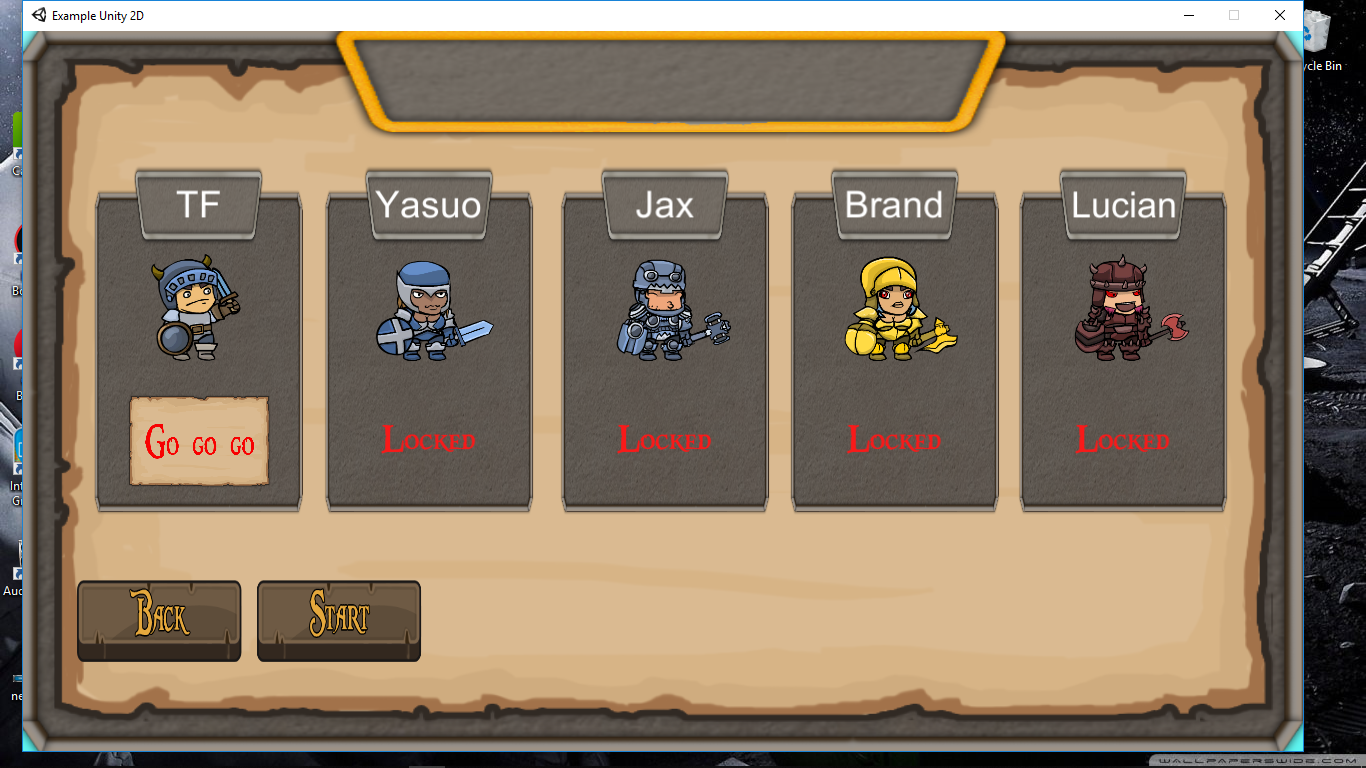 Example Unity 2D
cycle Bin
TF
Yasuo
Jax
Brand
Lucian
Go go go
Locked
Locked
Locked
Locked
Back
Start
WALLPAPERSWIDE.COM